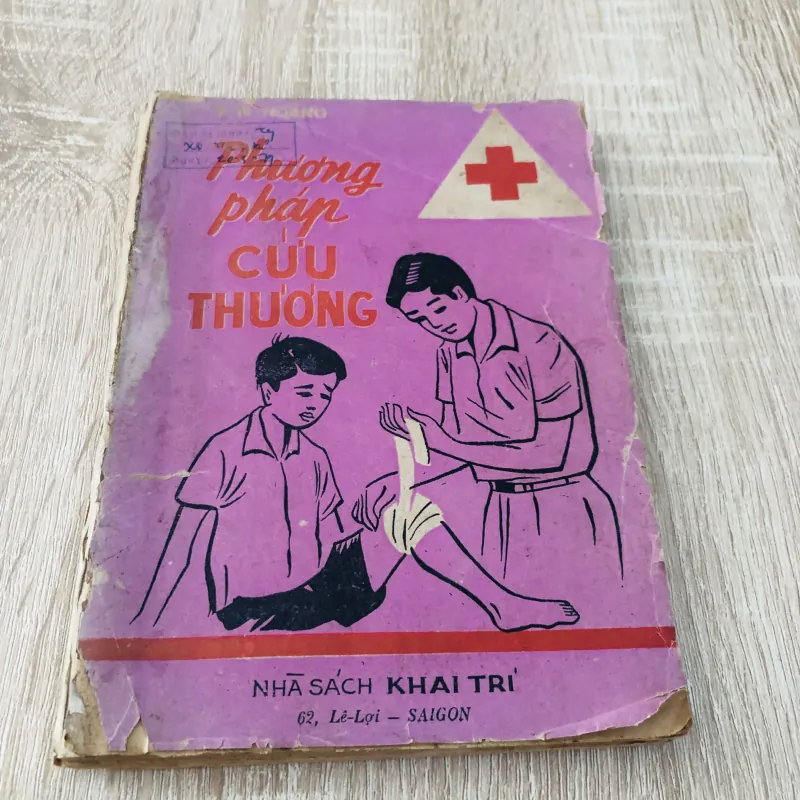 Phương
pháp
CỨU
THƯƠNG
NHÀ SÁCH KHAI TRÍ
62, Lê-Lợi – SAIGON